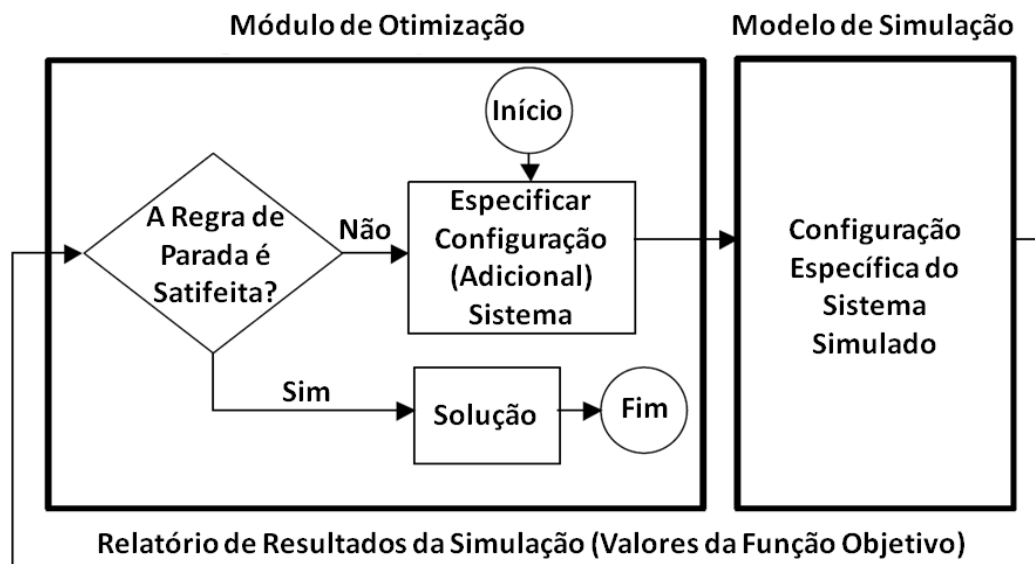 Módulo de Otimização
Modelo de Simulação
Início
A Regra de
Parada é
Satifeita?
Não
Especificar
Configuração
(Adicional)
Sistema
Configuração
Específica do
Sistema
Simulado
Sim
Solução
Fim
Relatório de Resultados da Simulação (Valores da Função Objetivo)